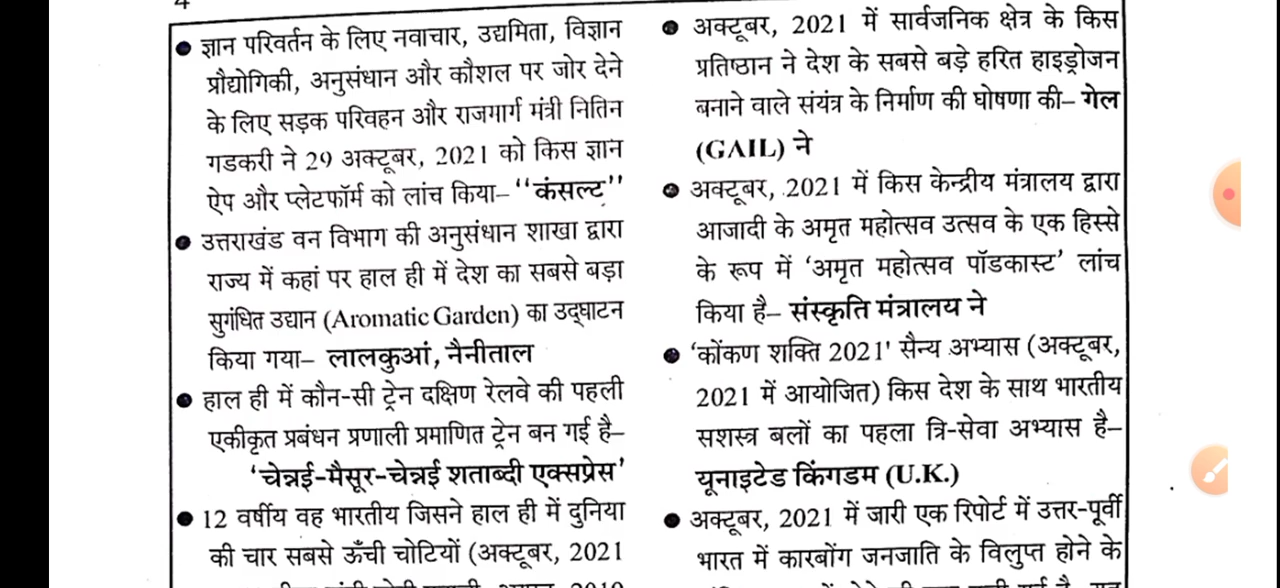 4
● ज्ञान परिवर्तन के लिए नवाचार, उद्यमिता, विज्ञान
प्रौद्योगिकी, अनुसंधान और कौशल पर जोर देने
के लिए सड़क परिवहन और राजमार्ग मंत्री नितिन
गडकरी ने 29 अक्टूबर, 2021 को किस ज्ञान
ऐप और प्लेटफॉर्म को लांच किया– "कंसल्ट"
● उत्तराखंड वन विभाग की अनुसंधान शाखा द्वारा
राज्य में कहां पर हाल ही में देश का सबसे बड़ा
सुगंधित उद्यान (Aromatic Garden) का उद्घाटन
किया गया– लालकुआं, नैनीताल
● हाल ही में कौन-सी ट्रेन दक्षिण रेलवे की पहली
एकीकृत प्रबंधन प्रणाली प्रमाणित ट्रेन बन गई है–
'चेन्नई-मैसूर-चेन्नई शताब्दी एक्सप्रेस'
● 12 वर्षीय वह भारतीय जिसने हाल ही में दुनिया
की चार सबसे ऊँची चोटियों (अक्टूबर, 2021
● अक्टूबर, 2021 में सार्वजनिक क्षेत्र के किस
प्रतिष्ठान ने देश के सबसे बड़े हरित हाइड्रोजन
बनाने वाले संयंत्र के निर्माण की घोषणा की– गेल
(GAIL) ने
● अक्टूबर, 2021 में किस केन्द्रीय मंत्रालय द्वारा
आजादी के अमृत महोत्सव उत्सव के एक हिस्से
के रूप में 'अमृत महोत्सव पॉडकास्ट' लांच
किया है– संस्कृति मंत्रालय ने
● 'कोंकण शक्ति 2021' सैन्य अभ्यास (अक्टूबर,
2021 में आयोजित) किस देश के साथ भारतीय
सशस्त्र बलों का पहला त्रि-सेवा अभ्यास है–
यूनाइटेड किंगडम (U.K.)
● अक्टूबर, 2021 में जारी एक रिपोर्ट में उत्तर-पूर्वी
भारत में कारबोंग जनजाति के विलुप्त होने के